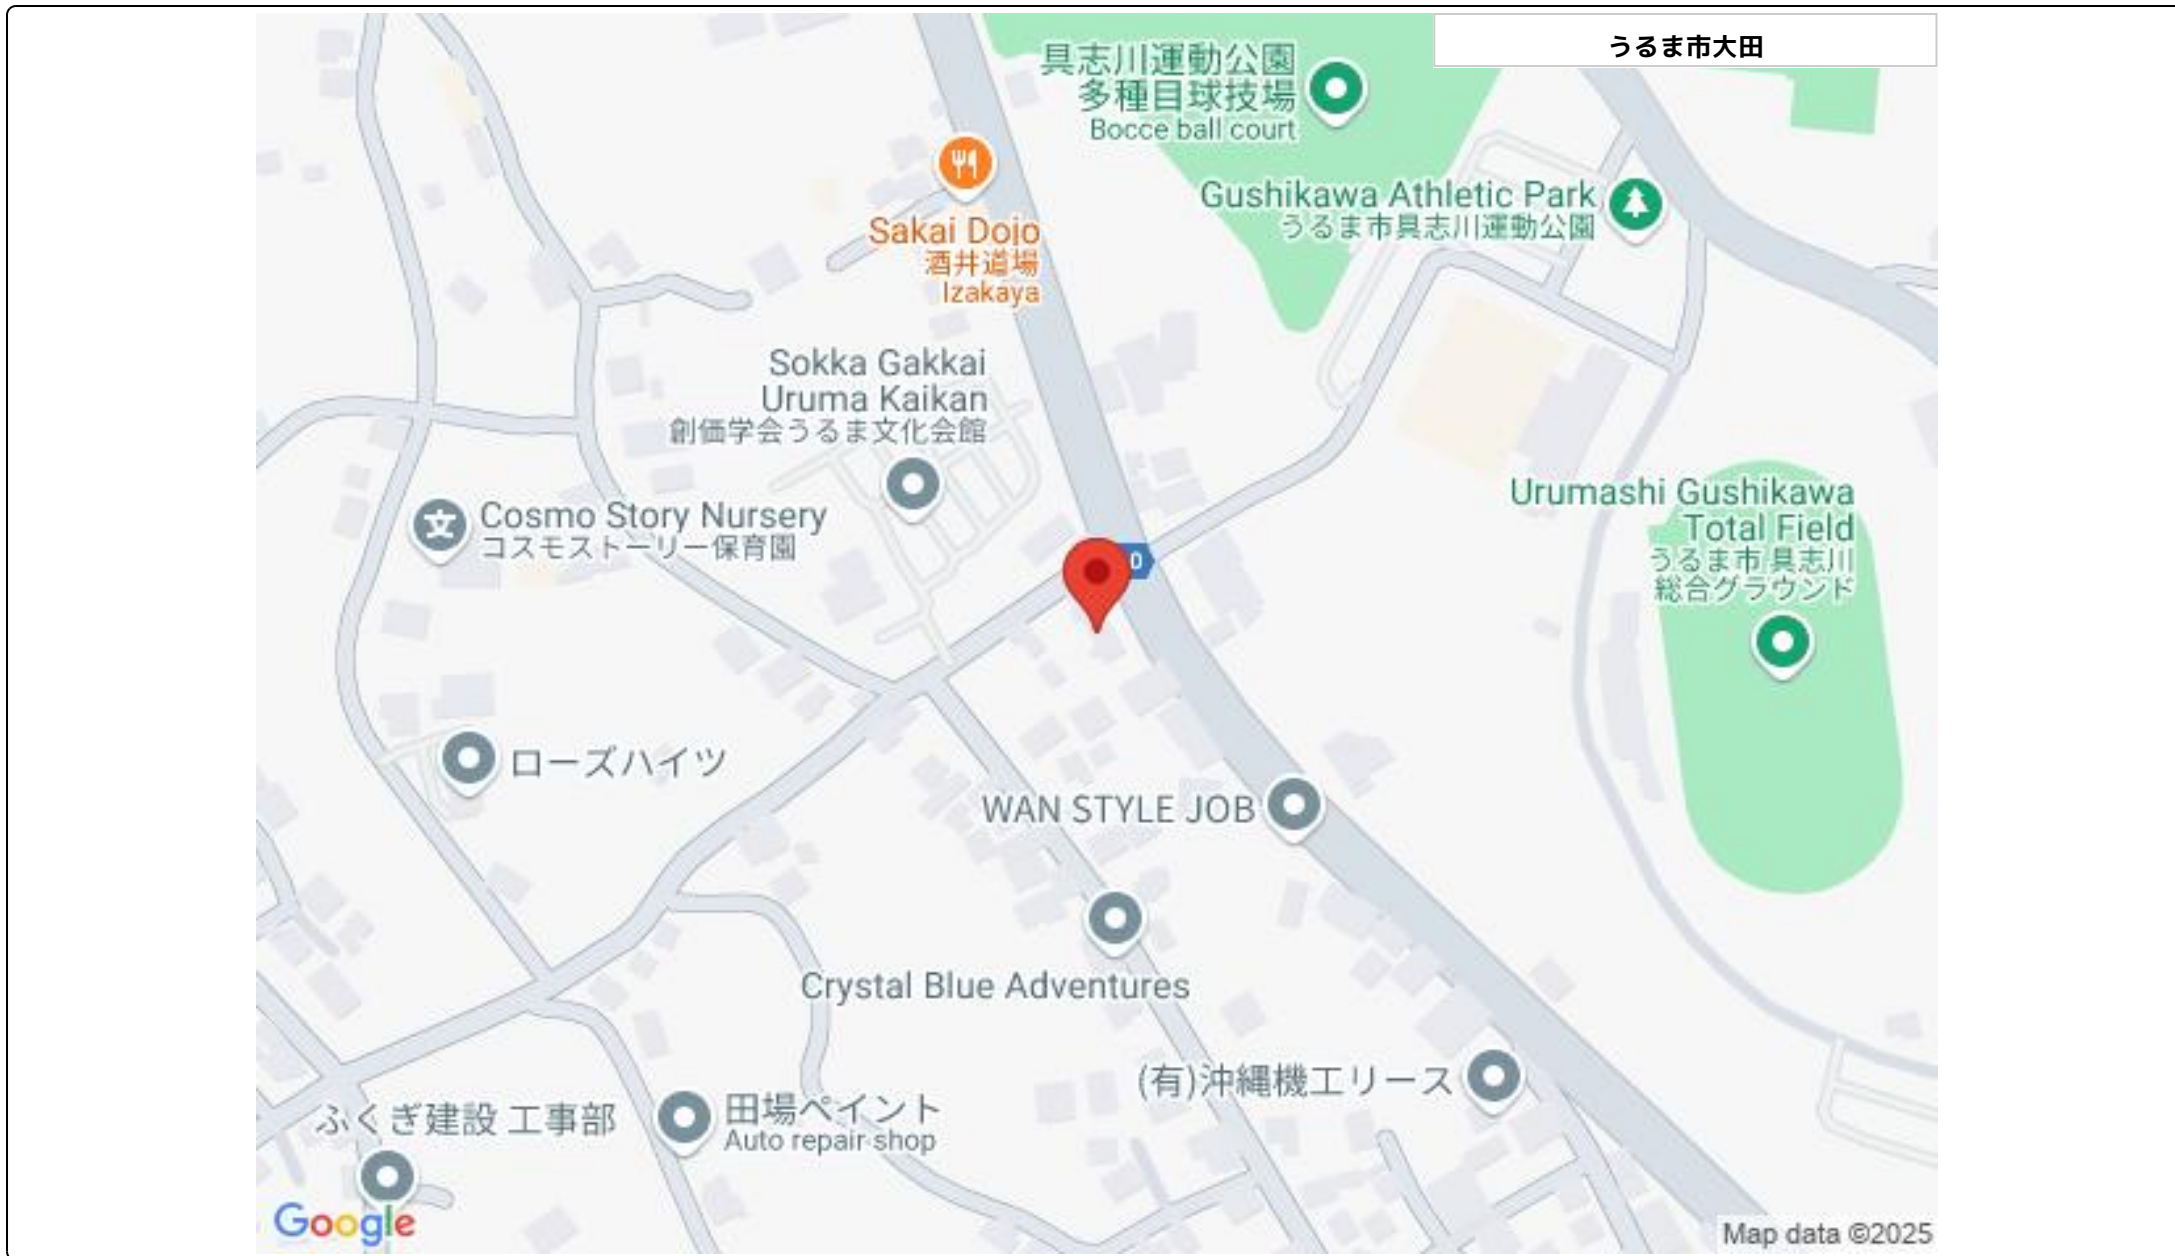 うるま市大田
具志川運動公園
多種目球技場
Bocce ball court
Gushikawa Athletic Park
うるま市具志川運動公園
Sakai Dojo
酒井道場
Izakaya
Sokka Gakkai
Uruma Kaikan
創価学会うるま文化会館
Cosmo Story Nursery
コスモストーリー保育園
Urumashi Gushikawa
Total Field
うるま市 具志川
総合グラウンド
ローズハイツ
WAN STYLE JOB
Crystal Blue Adventures
(有)沖縄機工リース
ふくぎ建設 工事部
田場ペイント
Auto repair shop
Google
Map data ©2025